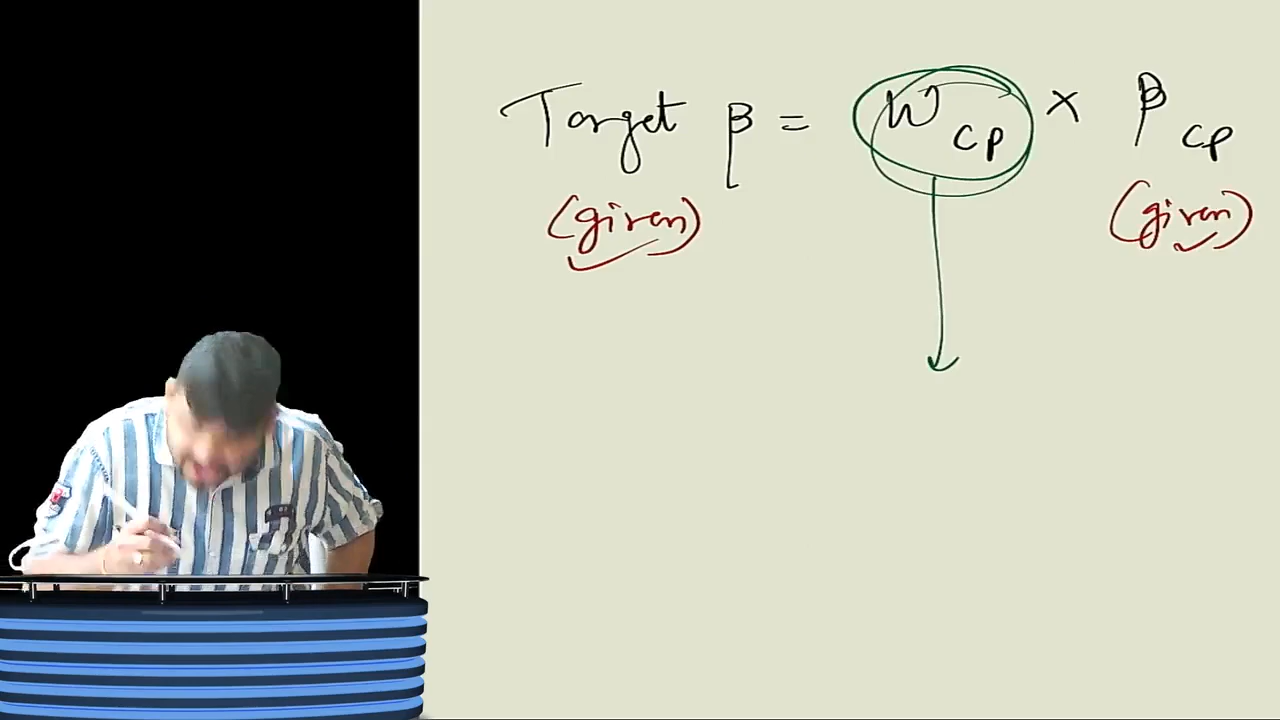 Target β = W CP × β CP
(given) (given)